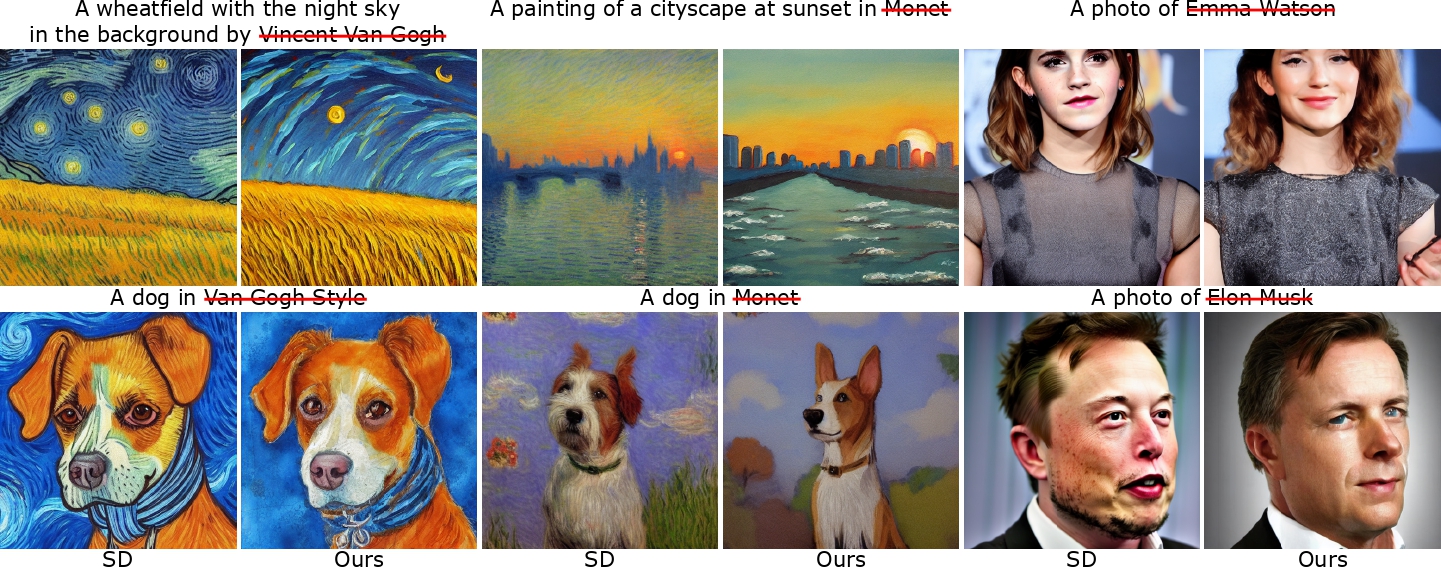 A wheatfield with the night sky
in the background by Vincent Van Gogh
A painting of a cityscape at sunset in Monet
A photo of Emma Watson
A dog in Van Gogh Style
A dog in Monet
A photo of Elon Musk
SD
Ours
SD
Ours
SD
Ours